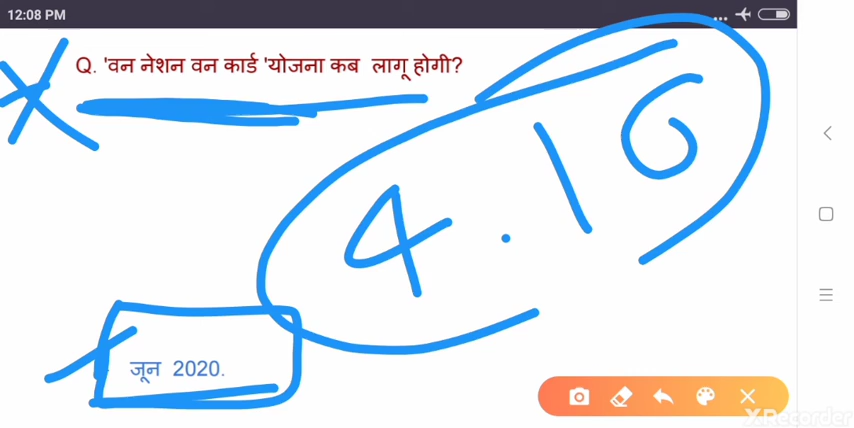 12:08 PM
Q. 'वन नेशन वन कार्ड 'योजना कब लागू होगी?
4.16
जून 2020.
XRecorder